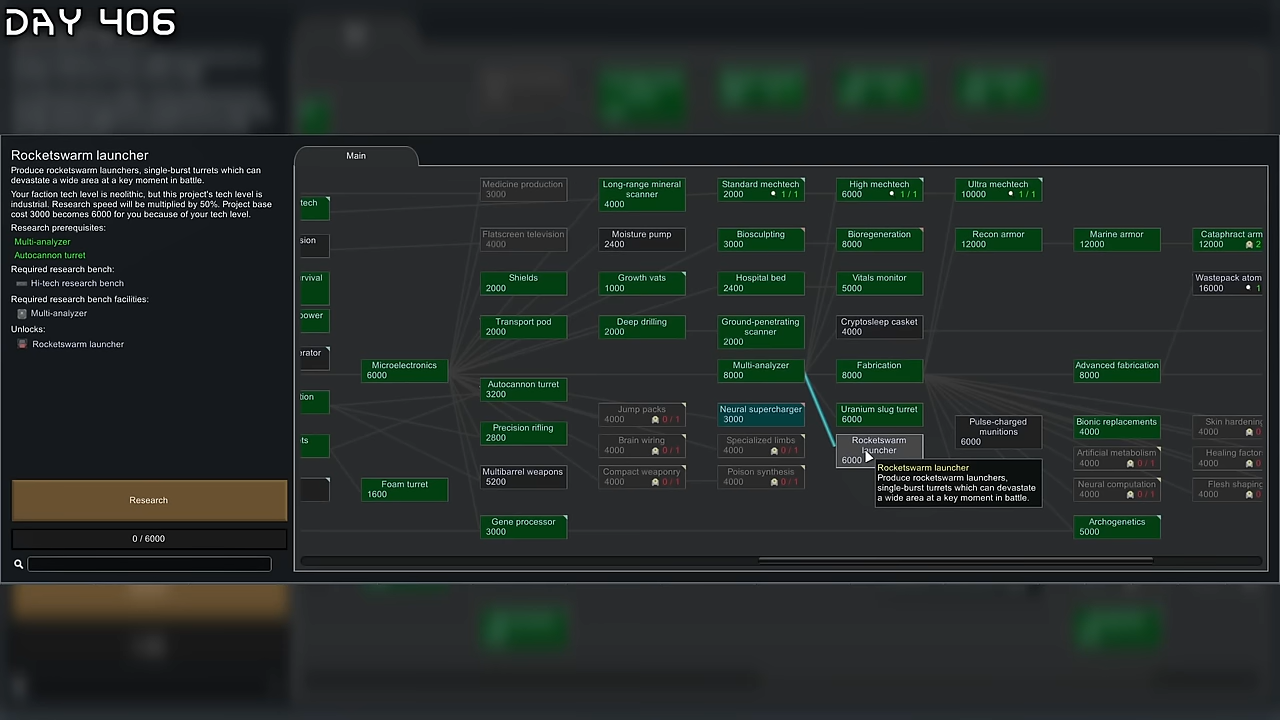 DAY 406
Rocketswarm launcher
Produce rocketswarm launchers, single-burst turrets which can
devastate a wide area at a key moment in battle.
Your faction tech level is neolithic, but this project's tech level is
industrial. Research speed will be multiplied by 50%. Project base
cost 3000 becomes 6000 for you because of your tech level.
Research prerequisites:
Multi-analyzer
Autocannon turret
Required research bench:
Hi-tech research bench
Required research bench facilities:
Multi-analyzer
Unlocks:
Rocketswarm launcher
Research
0 / 6000
Main
tech
sion
rvival
power
erator
tion
ts
Microelectronics
6000
Foam turret
1600
Medicine production
3000
Flatscreen television
4000
Shields
2000
Transport pod
2000
Autocannon turret
3200
Precision rifling
2800
Multibarrel weapons
5200
Gene processor
3000
Long-range mineral
scanner
4000
Moisture pump
2400
Growth vats
1000
Deep drilling
2000
Jump packs
4000 0 / 1
Brain wiring
4000 0 / 1
Compact weaponry
4000 0 / 1
Standard mechtech
2000 1 / 1
Biosculpting
3000
Hospital bed
2400
Ground-penetrating
scanner
2000
Multi-analyzer
8000
Neural supercharger
3000
Specialized limbs
4000 0 / 1
Poison synthesis
4000 0 / 1
High mechtech
6000 1 / 1
Bioregeneration
8000
Vitals monitor
5000
Cryptosleep casket
4000
Fabrication
8000
Uranium slug turret
6000
Rocketswarm
launcher
6000
Rocketswarm launcher
Produce rocketswarm launchers,
single-burst turrets which can devastate
a wide area at a key moment in battle.
Ultra mechtech
10000 1 / 1
Recon armor
12000
Pulse-charged
munitions
6000
Marine armor
12000
Advanced fabrication
8000
Bionic replacements
4000
Artificial metabolism
4000 0 / 1
Neural computation
4000 0 / 1
Archogenetics
5000
Cataphract arm
12000 2
Wastepack atom
16000 1
Skin hardening
4000 0
Healing factor
4000 0
Flesh shaping
4000 0